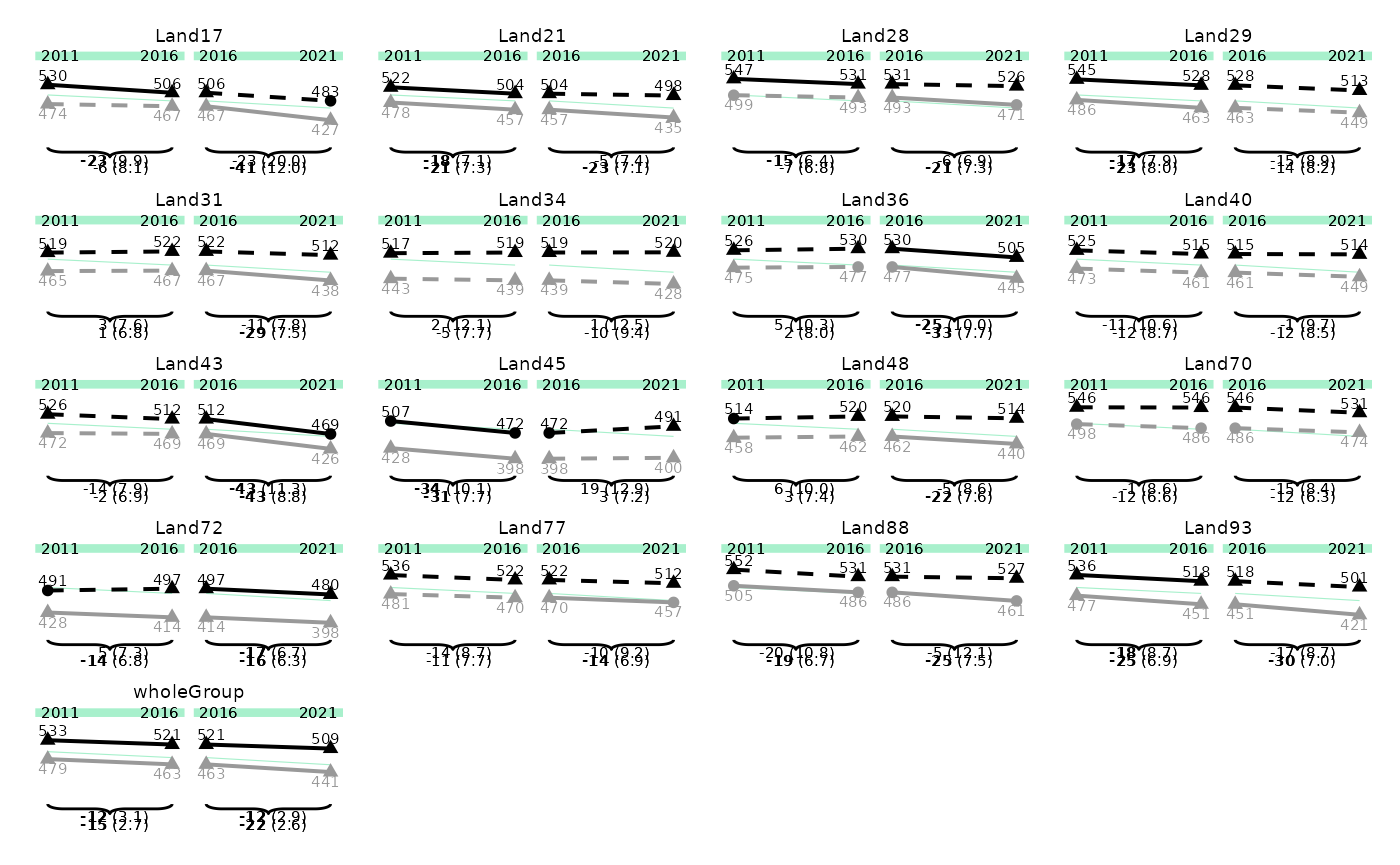 Land17
2011 2016 2016 2021
530 506 506 483
474 467 467 427
-23 (9.9) -23 (20.0)
-6 (8.1) -41 (12.0)
Land21
2011 2016 2016 2021
522 504 504 498
478 457 457 435
-18 (7.1) -5 (7.4)
-21 (7.3) -23 (7.1)
Land28
2011 2016 2016 2021
547 531 531 526
499 493 493 471
-15 (6.4) -6 (6.9)
-7 (6.8) -21 (7.3)
Land29
2011 2016 2016 2021
545 528 528 513
486 463 463 449
-17 (7.9) -15 (8.9)
-23 (8.0) -14 (8.2)
Land31
2011 2016 2016 2021
519 522 522 512
465 467 467 438
3 (7.6) -11 (7.8)
1 (6.8) -29 (7.5)
Land34
2011 2016 2016 2021
517 519 519 520
443 439 439 428
2 (12.1) 1 (12.5)
-3 (7.7) -10 (9.4)
Land36
2011 2016 2016 2021
526 530 530 505
475 477 477 445
5 (10.3) -25 (10.0)
2 (8.0) -33 (7.7)
Land40
2011 2016 2016 2021
525 515 515 514
473 461 461 449
-11 (10.6) -1 (9.7)
-12 (8.7) -12 (8.5)
Land43
2011 2016 2016 2021
526 512 512 469
472 469 469 426
-14 (7.9) -43 (11.3)
-2 (6.9) -43 (8.8)
Land45
2011 2016 2016 2021
507 472 472 491
428 398 398 400
-34 (10.1) 19 (12.9)
-31 (7.7) 3 (7.2)
Land48
2011 2016 2016 2021
514 520 520 514
458 462 462 440
6 (10.0) -5 (8.6)
3 (7.4) -22 (7.6)
Land70
2011 2016 2016 2021
546 546 546 531
498 486 486 474
-1 (8.6) -15 (8.4)
-12 (6.6) -12 (6.3)
Land72
2011 2016 2016 2021
491 497 497 480
428 414 414 398
5 (7.3) -17 (6.7)
-14 (6.8) -16 (6.3)
Land77
2011 2016 2016 2021
536 522 522 512
481 470 470 457
-14 (8.7) -10 (9.2)
-11 (7.7) -14 (6.9)
Land88
2011 2016 2016 2021
552 531 531 527
505 486 486 461
-20 (10.8)
-19 (6.7) -25 (7.5)
Land93
2011 2016 2016 2021
536 518 518 501
477 451 451 421
-18 (8.7) -17 (8.7)
-25 (6.9) -30 (7.0)
wholeGroup
2011 2016 2016 2021
533 521 521 509
479 463 463 441
-12 (3.1) -12 (2.9)
-15 (2.7) -22 (2.6)